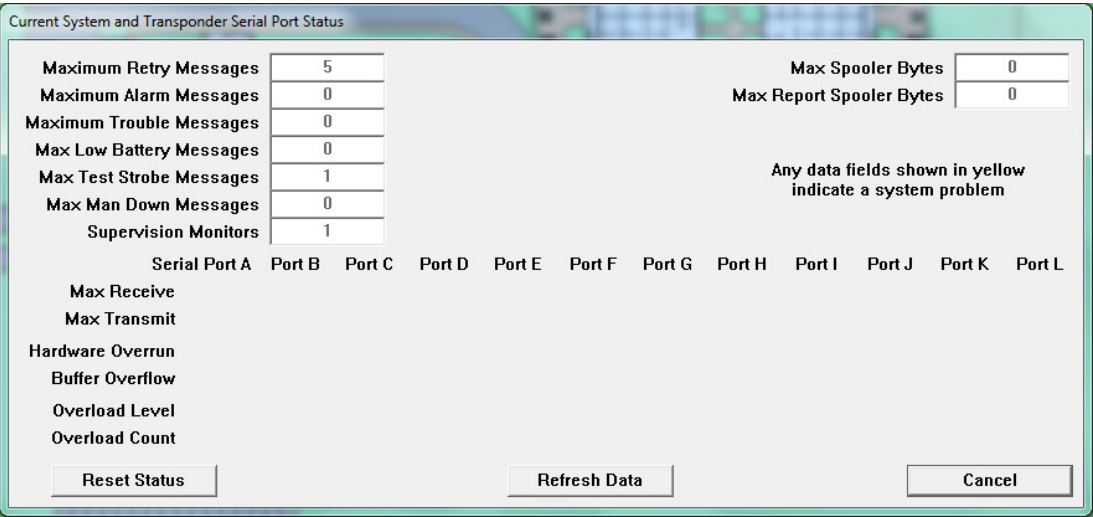 Current System and Transponder Serial Port Status
Maximum Retry Messages 5 Max Spooler Bytes 0
Maximum Alarm Messages 0 Max Report Spooler Bytes 0
Maximum Trouble Messages 0
Max Low Battery Messages 0
Max Test Strobe Messages 1 Any data fields shown in yellow
indicate a system problem
Max Man Down Messages 0
Supervision Monitors 1
Serial Port A Port B Port C Port D Port E Port F Port G Port H Port I Port J Port K Port L
Max Receive
Max Transmit
Hardware Overrun
Buffer Overflow
Overload Level
Overload Count
Reset Status Refresh Data Cancel